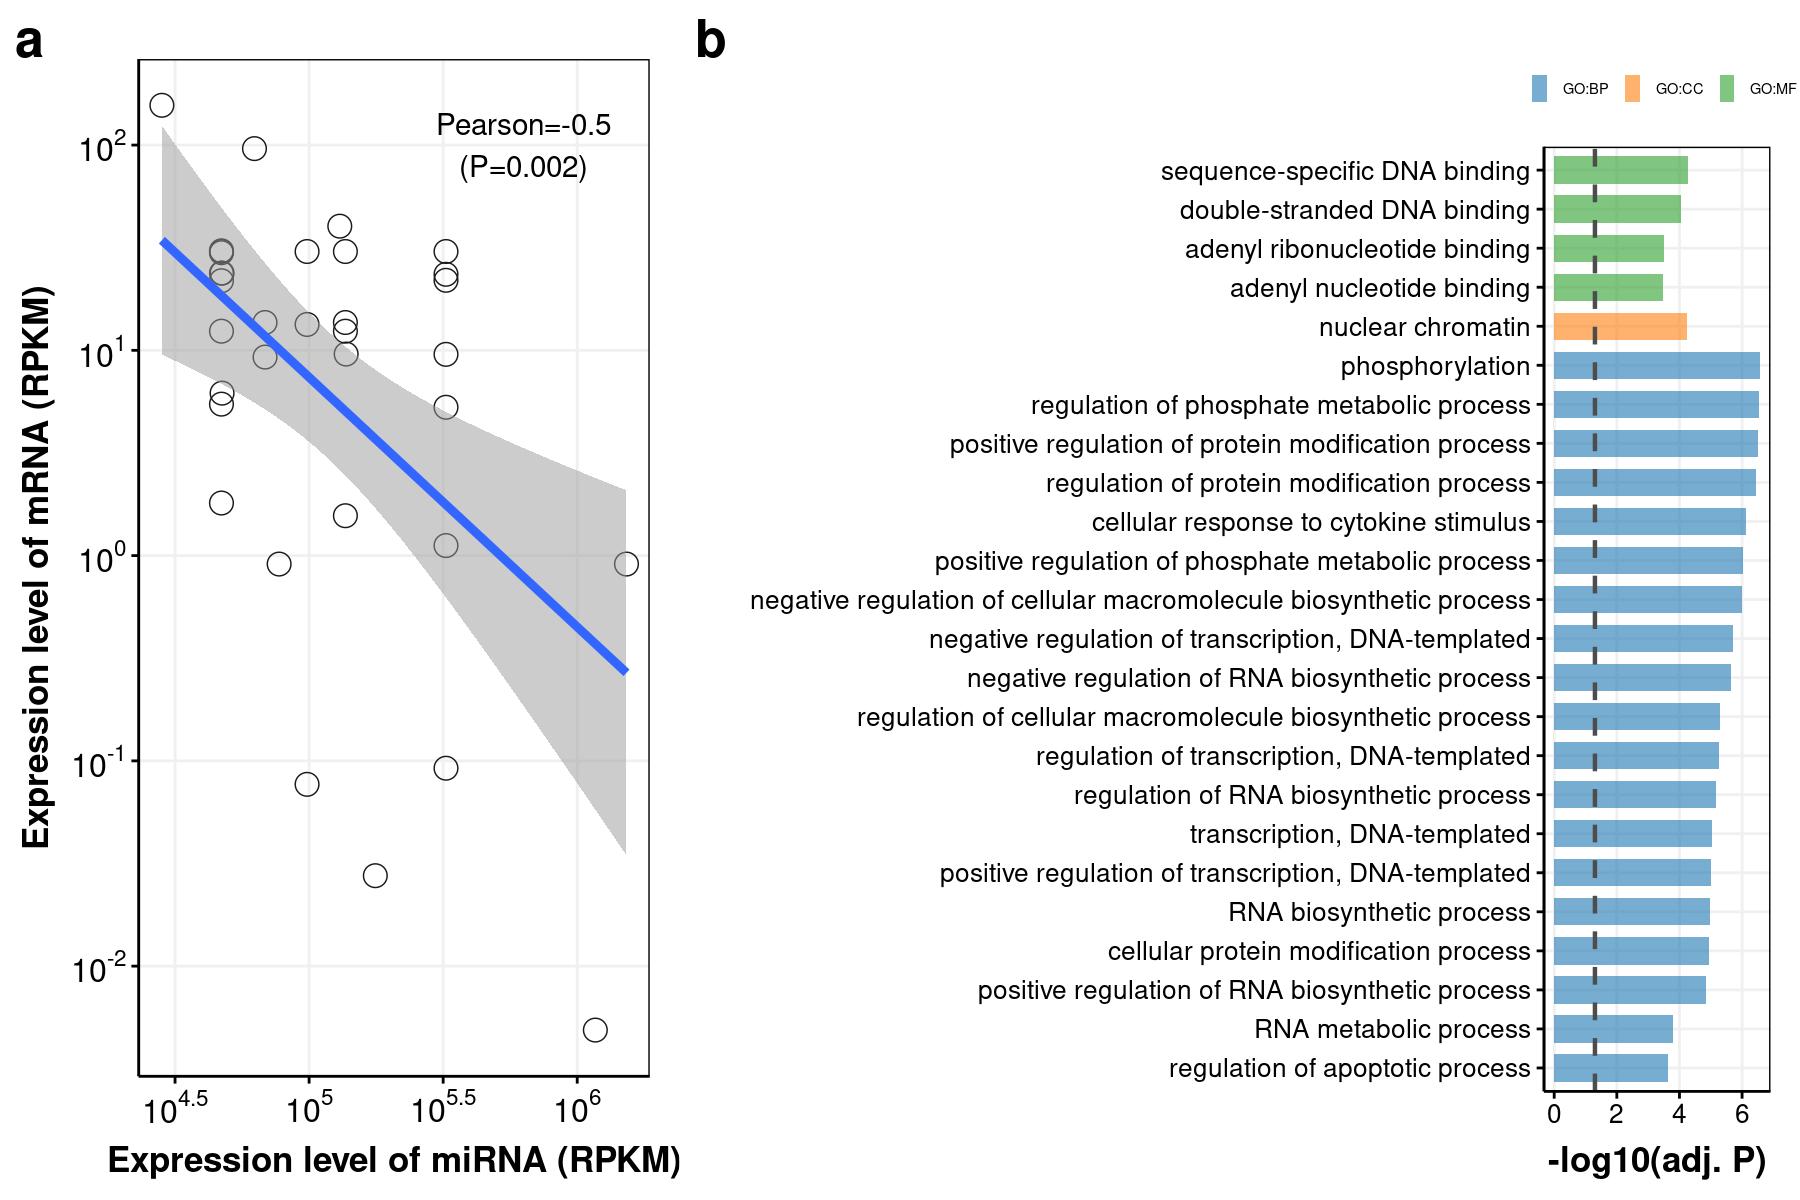 a
Expression level of mRNA (RPKM)
10^2
10^1
10^0
10^-1
10^-2
Pearson=-0.5
(P=0.002)
10^4.5 10^5 10^5.5 10^6
Expression level of miRNA (RPKM)
b
GO:BP GO:CC GO:MF
sequence-specific DNA binding
double-stranded DNA binding
adenyl ribonucleotide binding
adenyl nucleotide binding
nuclear chromatin
phosphorylation
regulation of phosphate metabolic process
positive regulation of protein modification process
regulation of protein modification process
cellular response to cytokine stimulus
positive regulation of phosphate metabolic process
negative regulation of cellular macromolecule biosynthetic process
negative regulation of transcription, DNA-templated
negative regulation of RNA biosynthetic process
regulation of cellular macromolecule biosynthetic process
regulation of transcription, DNA-templated
regulation of RNA biosynthetic process
transcription, DNA-templated
positive regulation of transcription, DNA-templated
RNA biosynthetic process
cellular protein modification process
positive regulation of RNA biosynthetic process
RNA metabolic process
regulation of apoptotic process
0 2 4 6
-log10(adj. P)